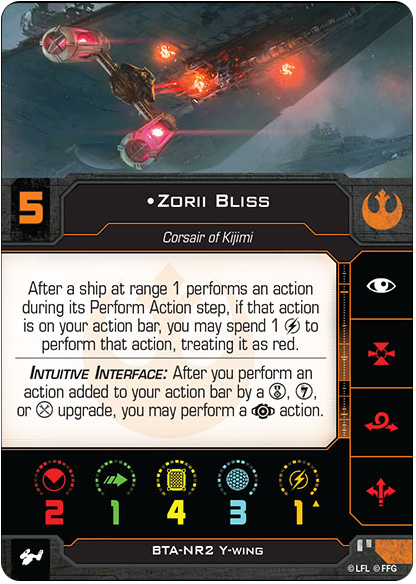 5
•Zorii Bliss
Corsair of Kijimi
After a ship at range 1 performs an action
during its Perform Action step, if that action
is on your action bar, you may spend 1 to
perform that action, treating it as red.
Intuitive Interface: After you perform an
action added to your action bar by a , ,
or upgrade, you may perform a action.
2 1 4 3 1
BTA-NR2 Y-wing
© LFL © FFG